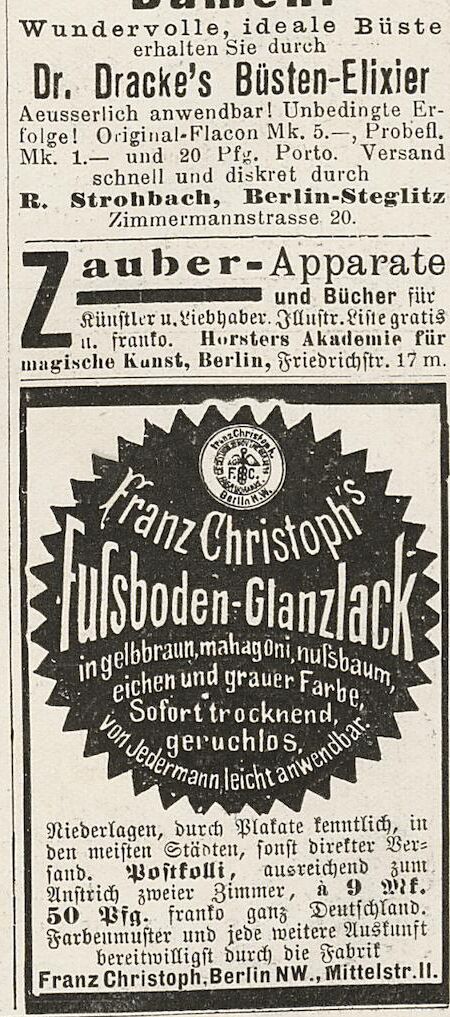 Damen!
Wundervolle, ideale Büste
erhalten Sie durch
Dr. Dracke's Büsten-Elixier
Aeusserlich anwendbar! Unbedingte Er-
folge! Original-Flacon Mk. 5.—, Probefl.
Mk. 1.— und 20 Pfg. Porto. Versand
schnell und diskret durch
R. Strohbach, Berlin-Steglitz
Zimmermannstrasse 20.
Zauber-Apparate
und Bücher für
Künstler u. Liebhaber. Illustr. Liste gratis
u. franko. Horsters Akademie für
magische Kunst, Berlin, Friedrichstr. 17 m.
Franz Christoph.
F. C.
Berlin N.W.
Franz Christoph's
Fuſsboden-Glanzlack
in gelbbraun, mahagoni, nuſsbaum,
eichen und grauer Farbe,
Sofort trocknend,
geruchlos,
von Jedermann leicht anwendbar.
Niederlagen, durch Plakate kenntlich, in
den meisten Städten, sonst direkter Ver-
sand. Postkolli, ausreichend zum
Anstrich zweier Zimmer, à 9 Mk.
50 Pfg. franko ganz Deutschland.
Farbenmuster und jede weitere Auskunft
bereitwilligst durch die Fabrik
Franz Christoph, Berlin NW., Mittelstr. 11.